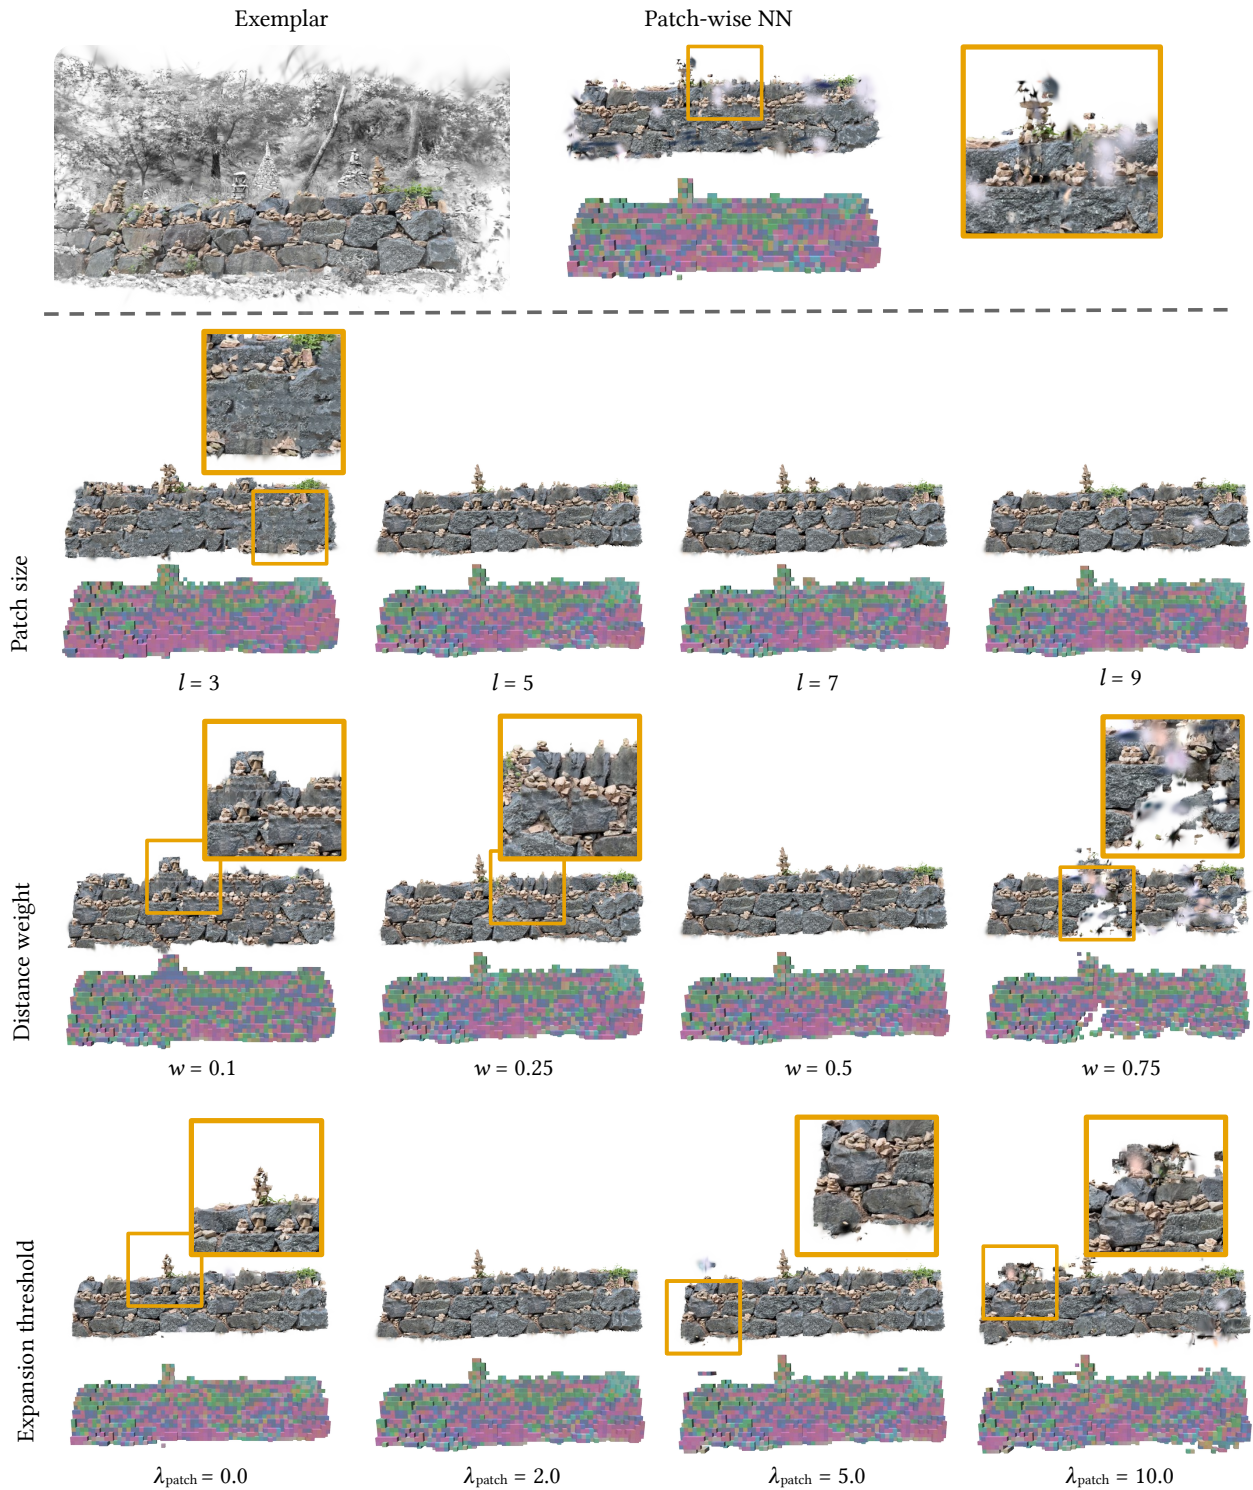 Exemplar
Patch-wise NN
Patch size
l = 3
l = 5
l = 7
l = 9
Distance weight
w = 0.1
w = 0.25
w = 0.5
w = 0.75
Expansion threshold
λpatch = 0.0
λpatch = 2.0
λpatch = 5.0
λpatch = 10.0